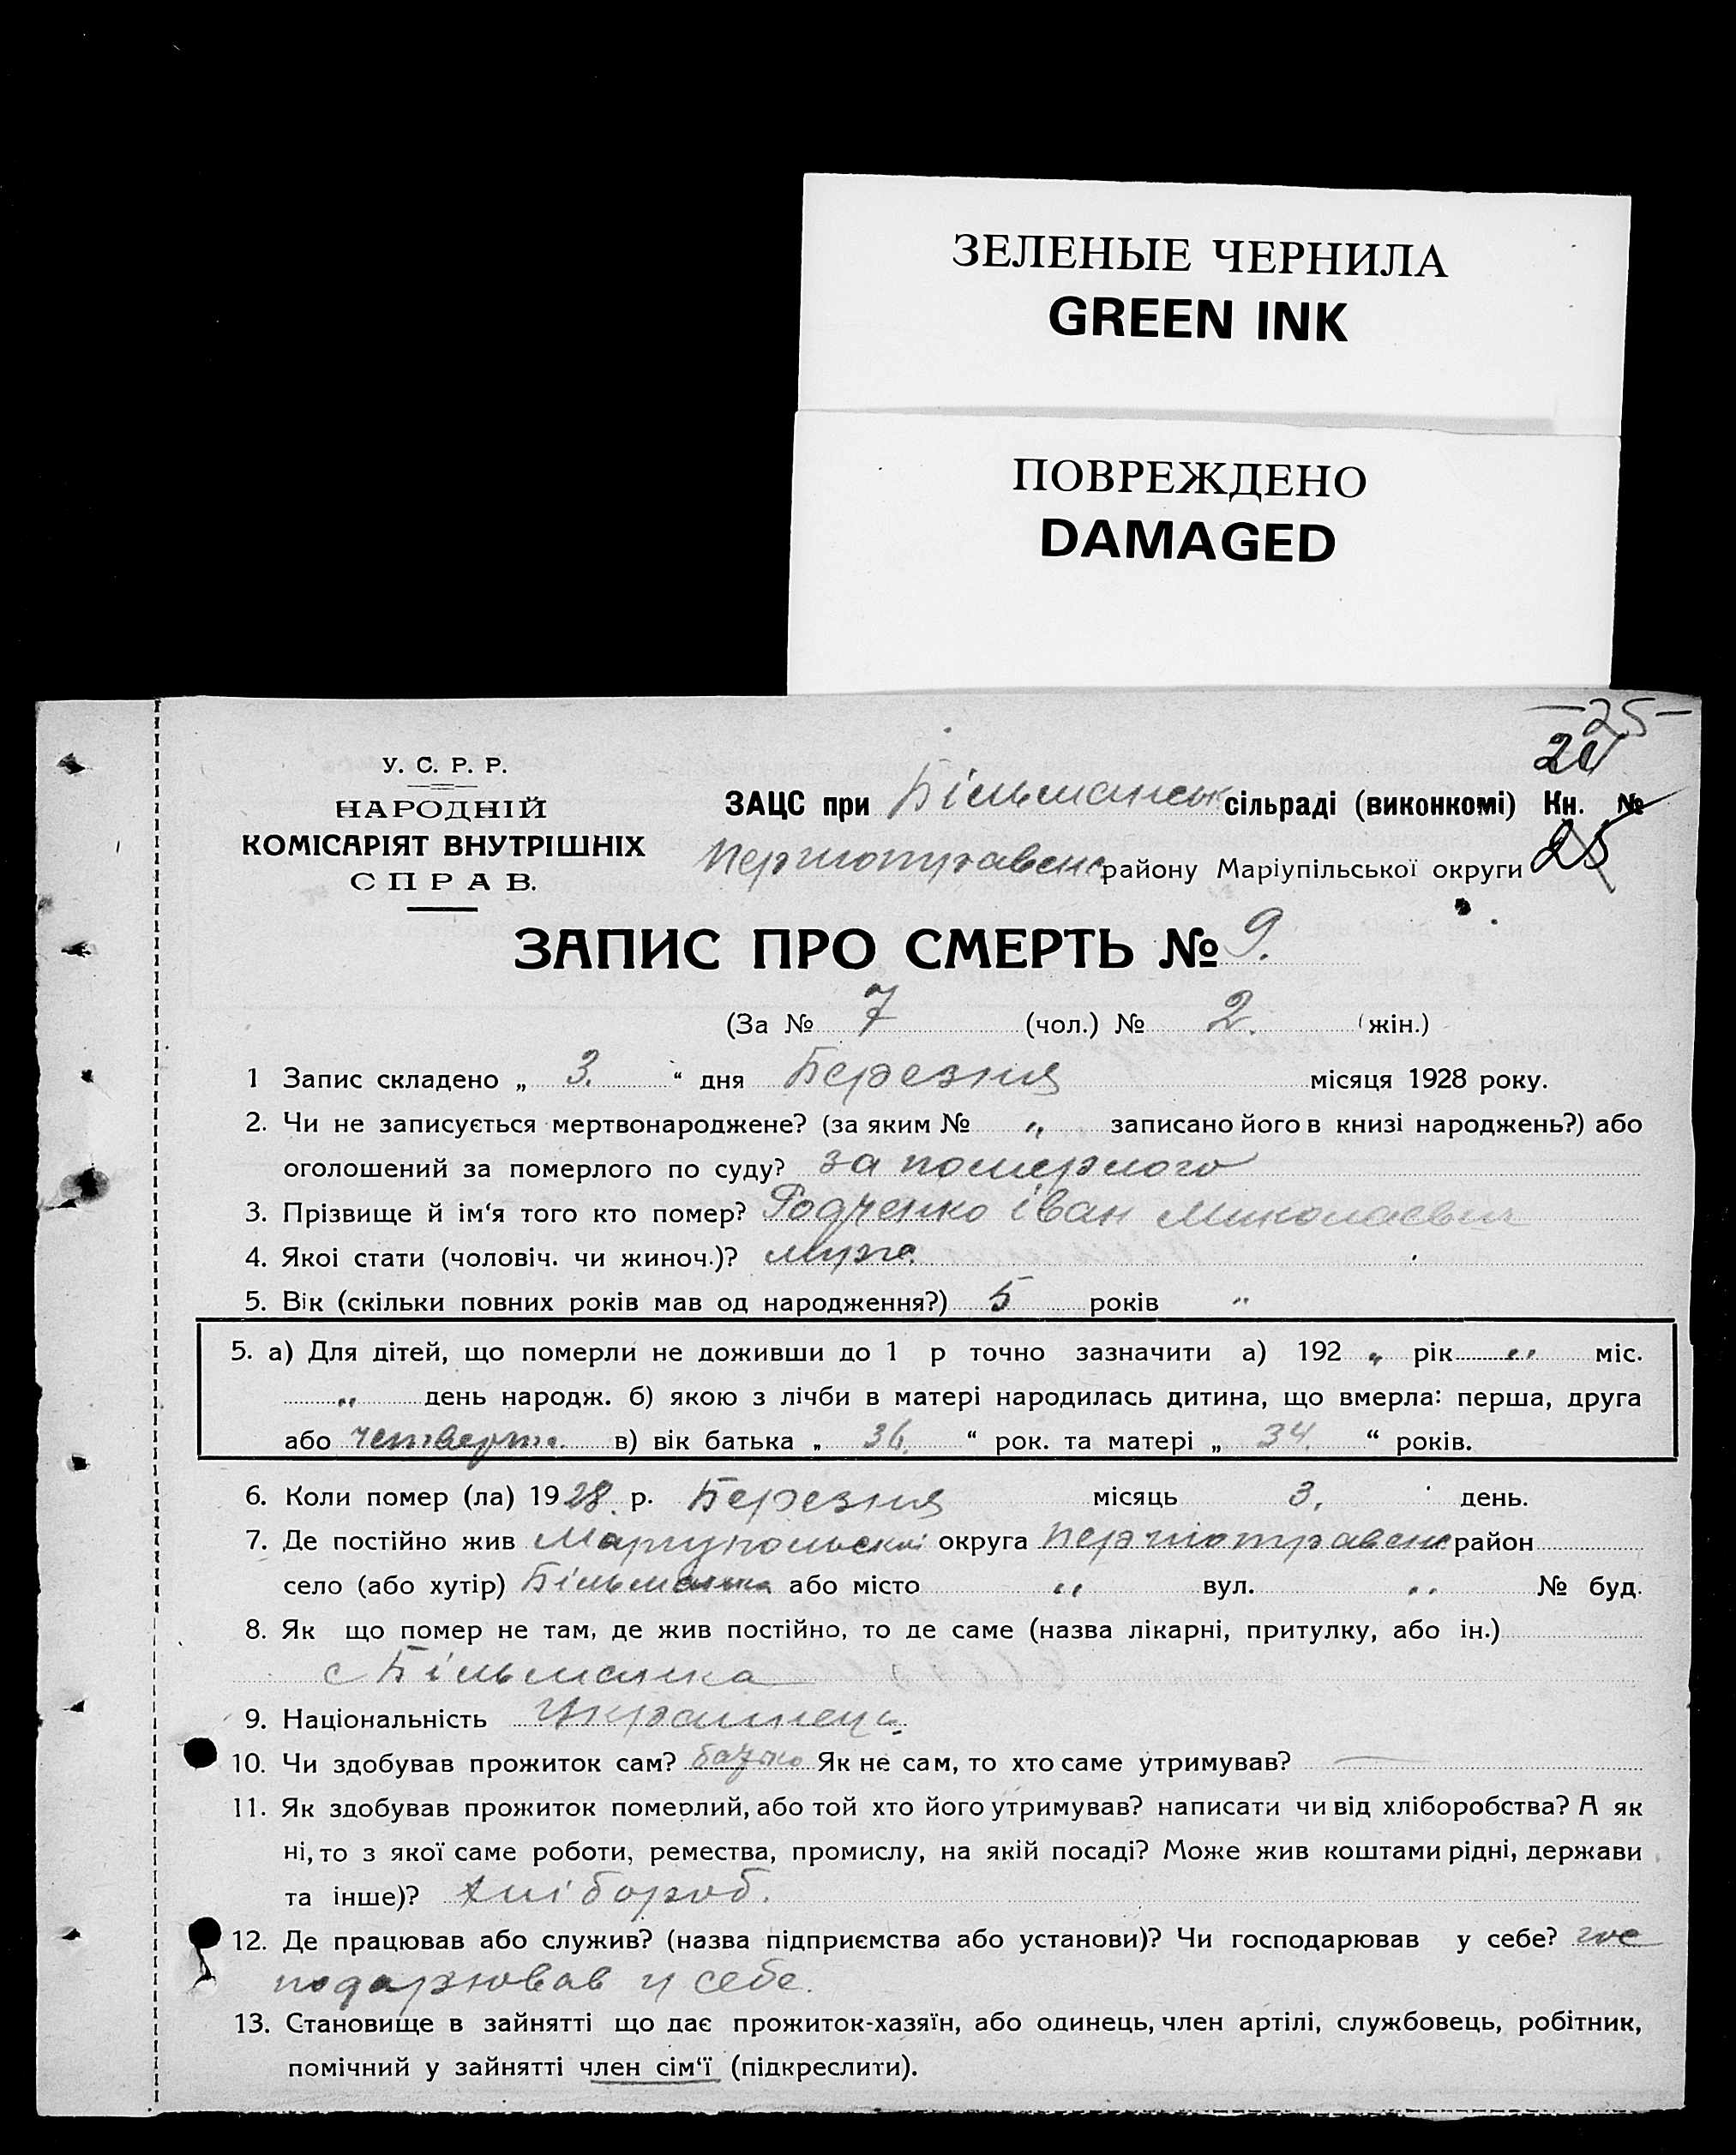 ЗЕЛЕНЫЕ ЧЕРНИЛА
GREEN INK
ПОВРЕЖДЕНО
DAMAGED
-25-
У. С. Р. Р.
НАРОДНІЙ
КОМІСАРІЯТ ВНУТРІШНІХ
СПРАВ.
ЗАЦС при Більманськ сільраді (виконкомі) Кн. №
Першотравенс району Маріупільської округи 25
ЗАПИС ПРО СМЕРТЬ № 9.
(За № 7 (чол.) № 2. (жін.)
1 Запис складено „ 3. “ дня Березня місяця 1928 року.
2. Чи не записується мертвонароджене? (за яким № „ записано його в книзі народжень?) або
оголошений за померлого по суду? за померлого
3. Прізвище й ім‘я того кто помер? Родченко Іван Миколаєвич
4. Якоі стати (чоловіч. чи жиноч.)? муж.
5. Вік (скільки повних років мав од народження?) 5 років „
5. а) Для дітей, що померли не доживши до 1 р точно зазначити а) 192 „ рік „ міс.
„ день народж. б) якою з лічби в матері народилась дитина, що вмерла: перша, друга
або четверта в) вік батька „ 36. “ рок. та матері „ 34. “ років.
6. Коли помер (ла) 1928 р. Березня місяць 3. день.
7. Де постійно жив округа Першотравенс район
село (або хутір) Більманка або місто „ вул. „ № буд.
8. Як що помер не там, де жив постійно, то де саме (назва лікарні, притулку, або ін.)
с Більманка
9. Національність Украинець
10. Чи здобував прожиток сам? батько Як не сам, то хто саме утримував? —
11. Як здобував прожиток померлий, або той хто його утримував? написати чи від хліборобства? А як
ні, то з якої саме роботи, ремества, промислу, на якій посаді? Може жив коштами рідні, держави
та інше)? хлібороб.
12. Де працював або служив? (назва підприємства або установи)? Чи господарював у себе? гос
подарював у себе.
13. Становище в зайнятті що дає прожиток-хазяїн, або одинець, член артілі, службовець, робітник,
помічний у зайнятті член сім‘ї (підкреслити).